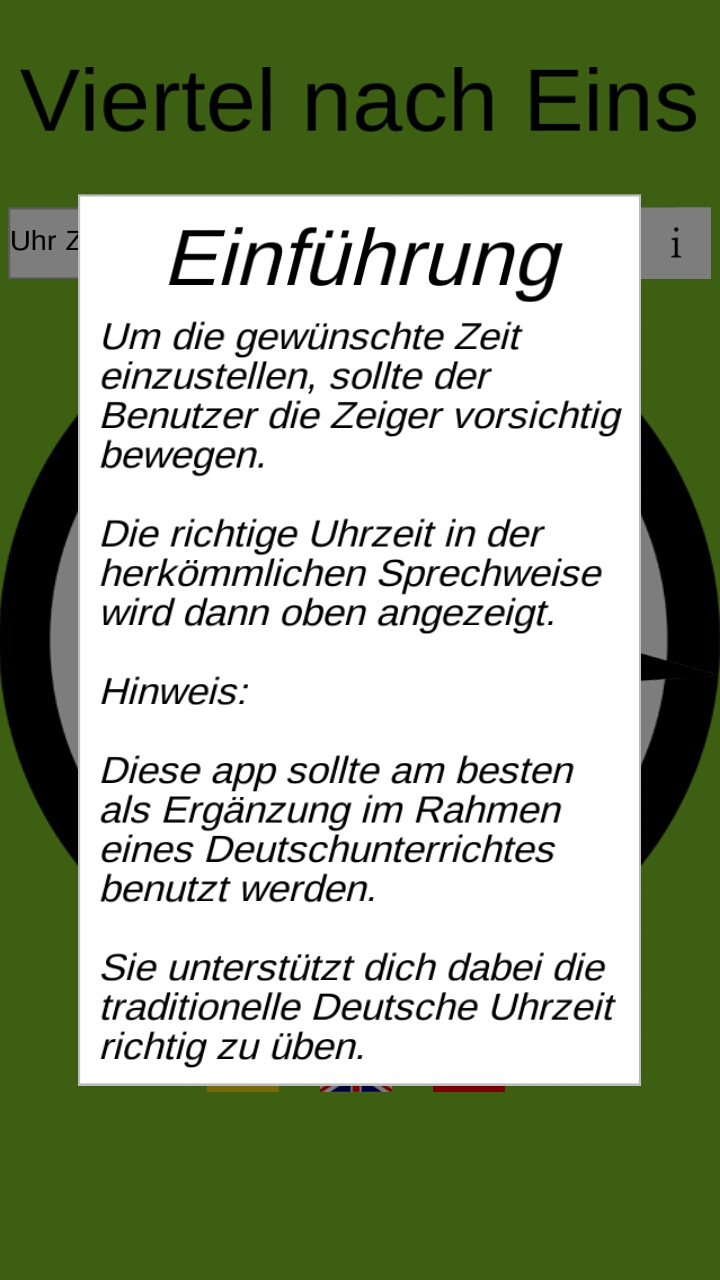 Viertel nach Eins
Uhr
i
Einführung
Um die gewünschte Zeit
einzustellen, sollte der
Benutzer die Zeiger vorsichtig
bewegen.
Die richtige Uhrzeit in der
herkömmlichen Sprechweise
wird dann oben angezeigt.
Hinweis:
Diese app sollte am besten
als Ergänzung im Rahmen
eines Deutschunterrichtes
benutzt werden.
Sie unterstützt dich dabei die
traditionelle Deutsche Uhrzeit
richtig zu üben.